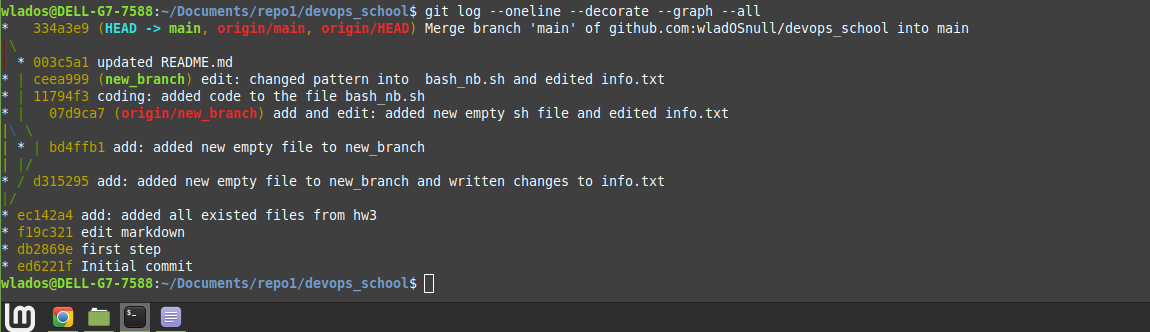 wlados@DELL-G7-7588:~/Documents/repo1/devops_school$ git log --oneline --decorate --graph --all
*   334a3e9 (HEAD -> main, origin/main, origin/HEAD) Merge branch 'main' of github.com:wladOSnull/devops_school into main
|\
| * 003c5a1 updated README.md
* | ceea999 (new_branch) edit: changed pattern into  bash_nb.sh and edited info.txt
* | 11794f3 coding: added code to the file bash_nb.sh
* |   07d9ca7 (origin/new_branch) add and edit: added new empty sh file and edited info.txt
|\ \
| * | bd4ffb1 add: added new empty file to new_branch
| |/
* / d315295 add: added new empty file to new_branch and written changes to info.txt
|/
* ec142a4 add: added all existed files from hw3
* f19c321 edit markdown
* db2869e first step
* ed6221f Initial commit
wlados@DELL-G7-7588:~/Documents/repo1/devops_school$